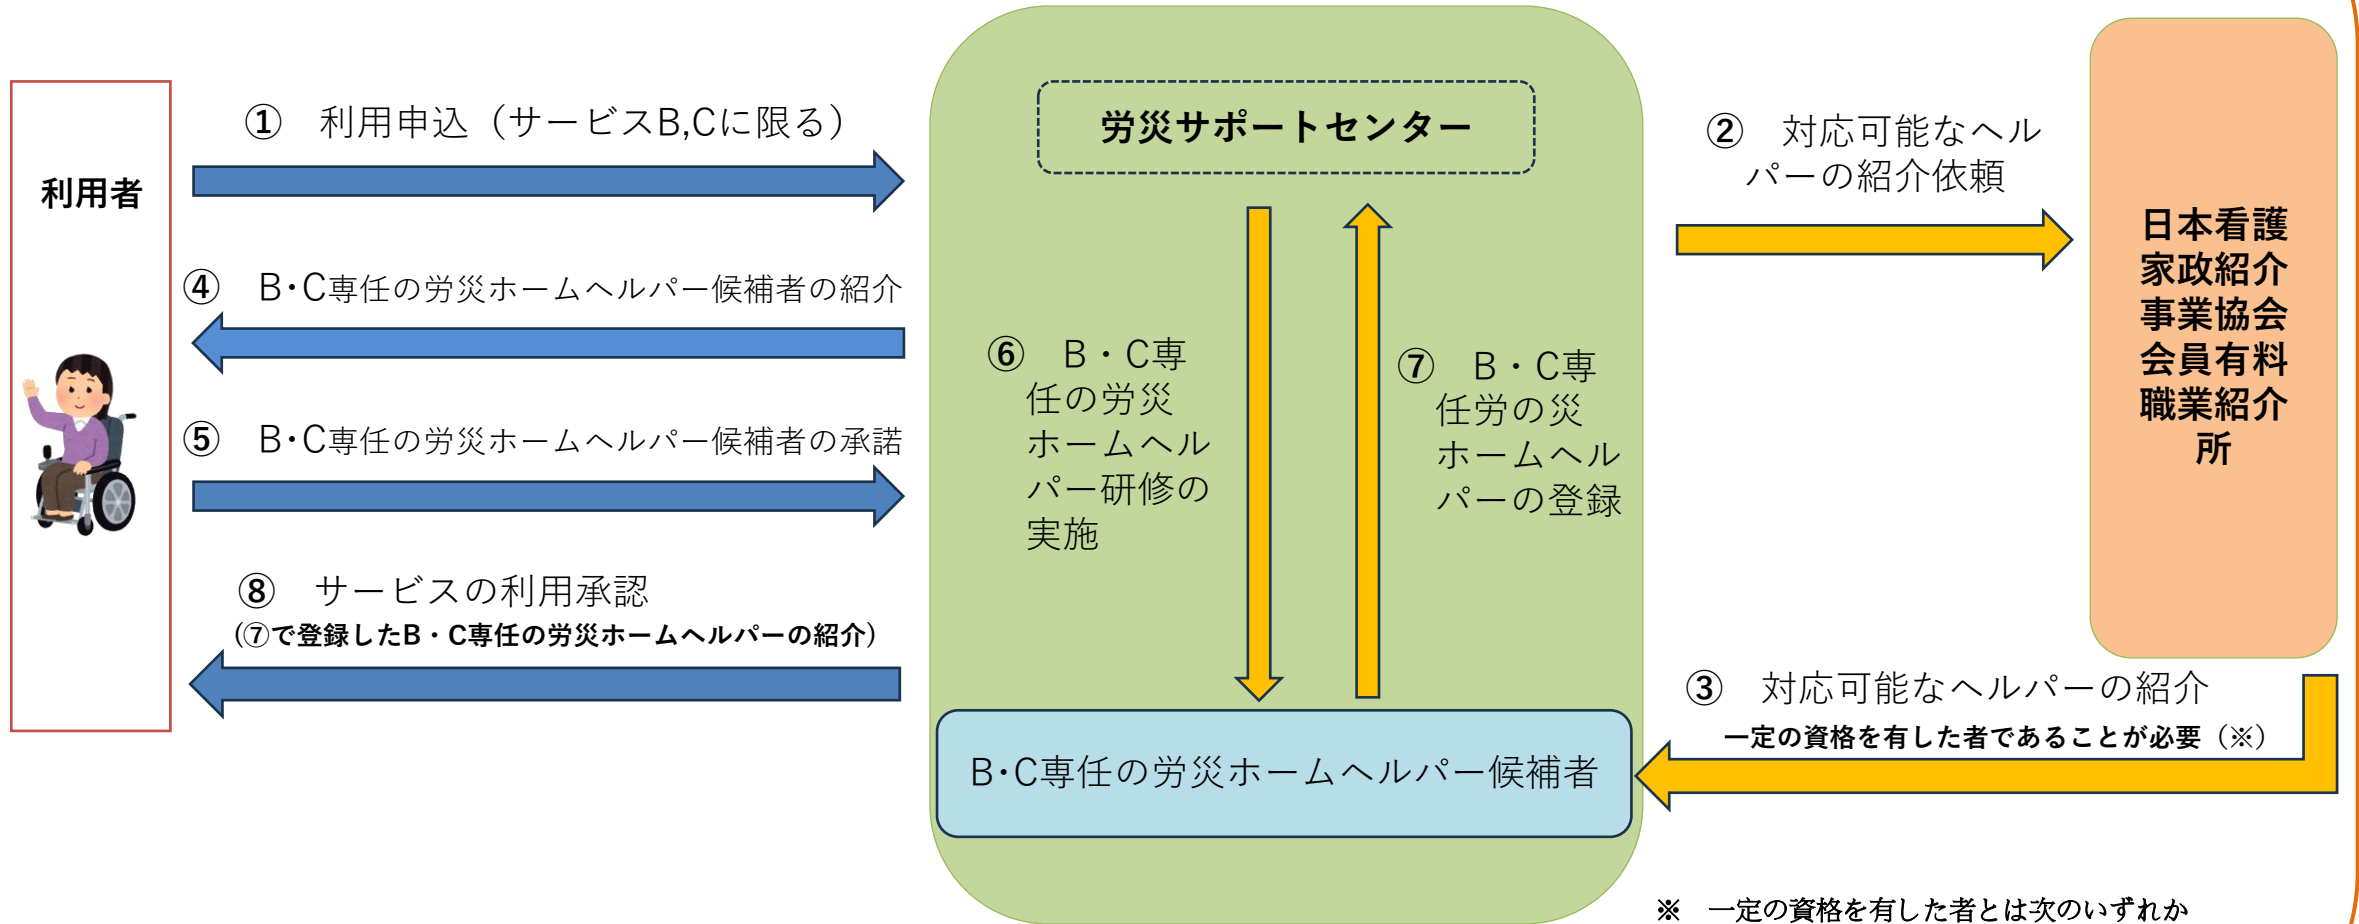 利用者
① 利用申込（サービスB,Cに限る）
④ B・C専任の労災ホームヘルパー候補者の紹介
⑤ B・C専任の労災ホームヘルパー候補者の承諾
⑧ サービスの利用承認
(⑦で登録したB・C専任の労災ホームヘルパーの紹介)
労災サポートセンター
⑥ B・C専
任の労災
ホームヘル
パー研修の
実施
⑦ B・C専
任労の災
ホームヘル
パーの登録
B・C専任の労災ホームヘルパー候補者
② 対応可能なヘル
パーの紹介依頼
日本看護
家政紹介
事業協会
会員有料
職業紹介
所
③ 対応可能なヘルパーの紹介
一定の資格を有した者であることが必要（※）
※ 一定の資格を有した者とは次のいずれか